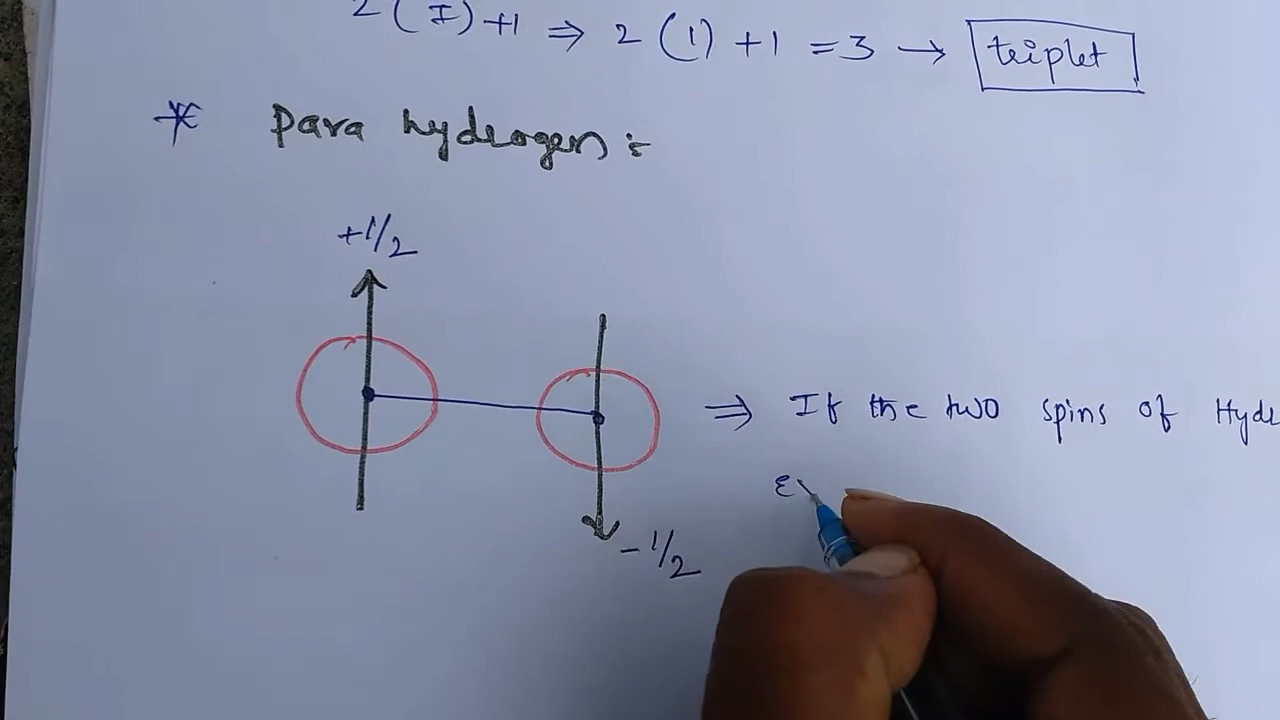 2 (I) +1 ⇒ 2 (1) +1 = 3 → triplet
* Para hydrogen :-
+1/2
⇒ If the two spins of Hyd
-1/2